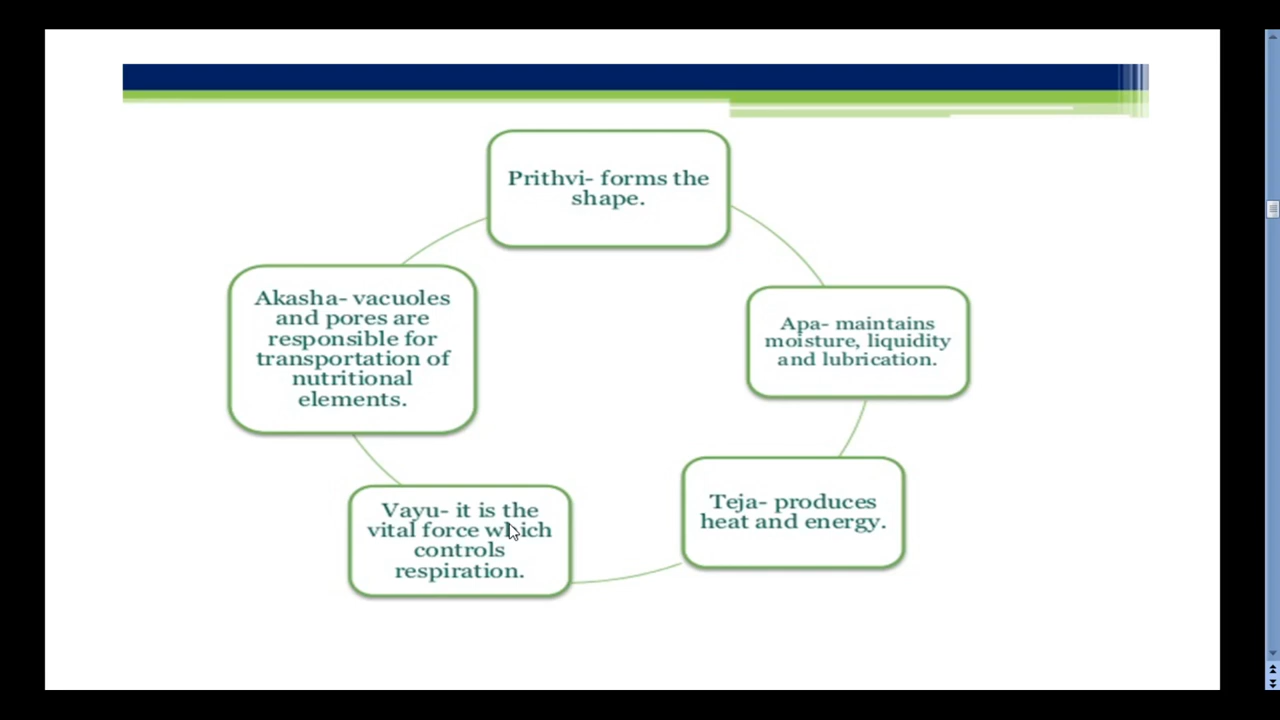 Prithvi- forms the
shape.
Apa- maintains
moisture, liquidity
and lubrication.
Teja- produces
heat and energy.
Vayu- it is the
vital force which
controls
respiration.
Akasha- vacuoles
and pores are
responsible for
transportation of
nutritional
elements.